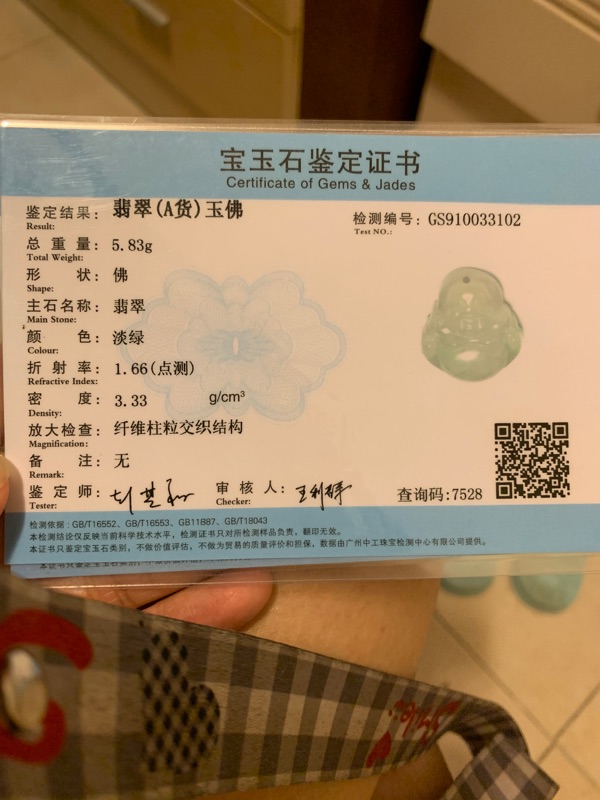 宝玉石鉴定证书
Certificate of Gems & Jades
鉴定结果：翡翠(A货)玉佛
Result:
检测编号：GS910033102
Test NO.:
总重量：5.83g
Total Weight:
形状：佛
Shape:
主石名称：翡翠
Main Stone:
颜色：淡绿
Colour:
折射率：1.66(点测)
Refractive Index:
密度：3.33 g/cm³
Density:
放大检查：纤维柱粒交织结构
Magnification:
备注：无
Remark:
鉴定师：
Tester:
审核人：
Checker:
查询码：7528
检测依据：GB/T16552、GB/T16553、GB11887、GB/T18043
本检测结论仅反映当前科学技术水平，检测证书只对所检测样品负责，翻印无效。
本证书只鉴定宝玉石类别，不做价值评估，不做为贸易的质量评价和担保，数据由广州中工珠宝检测中心有限公司提供。